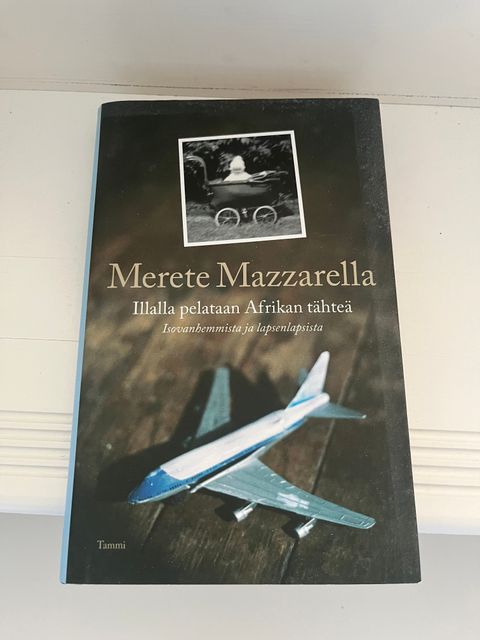 Merete Mazzarella
Illalla pelataan Afrikan tähteä
Isovanhemmista ja lapsenlapsista
Tammi